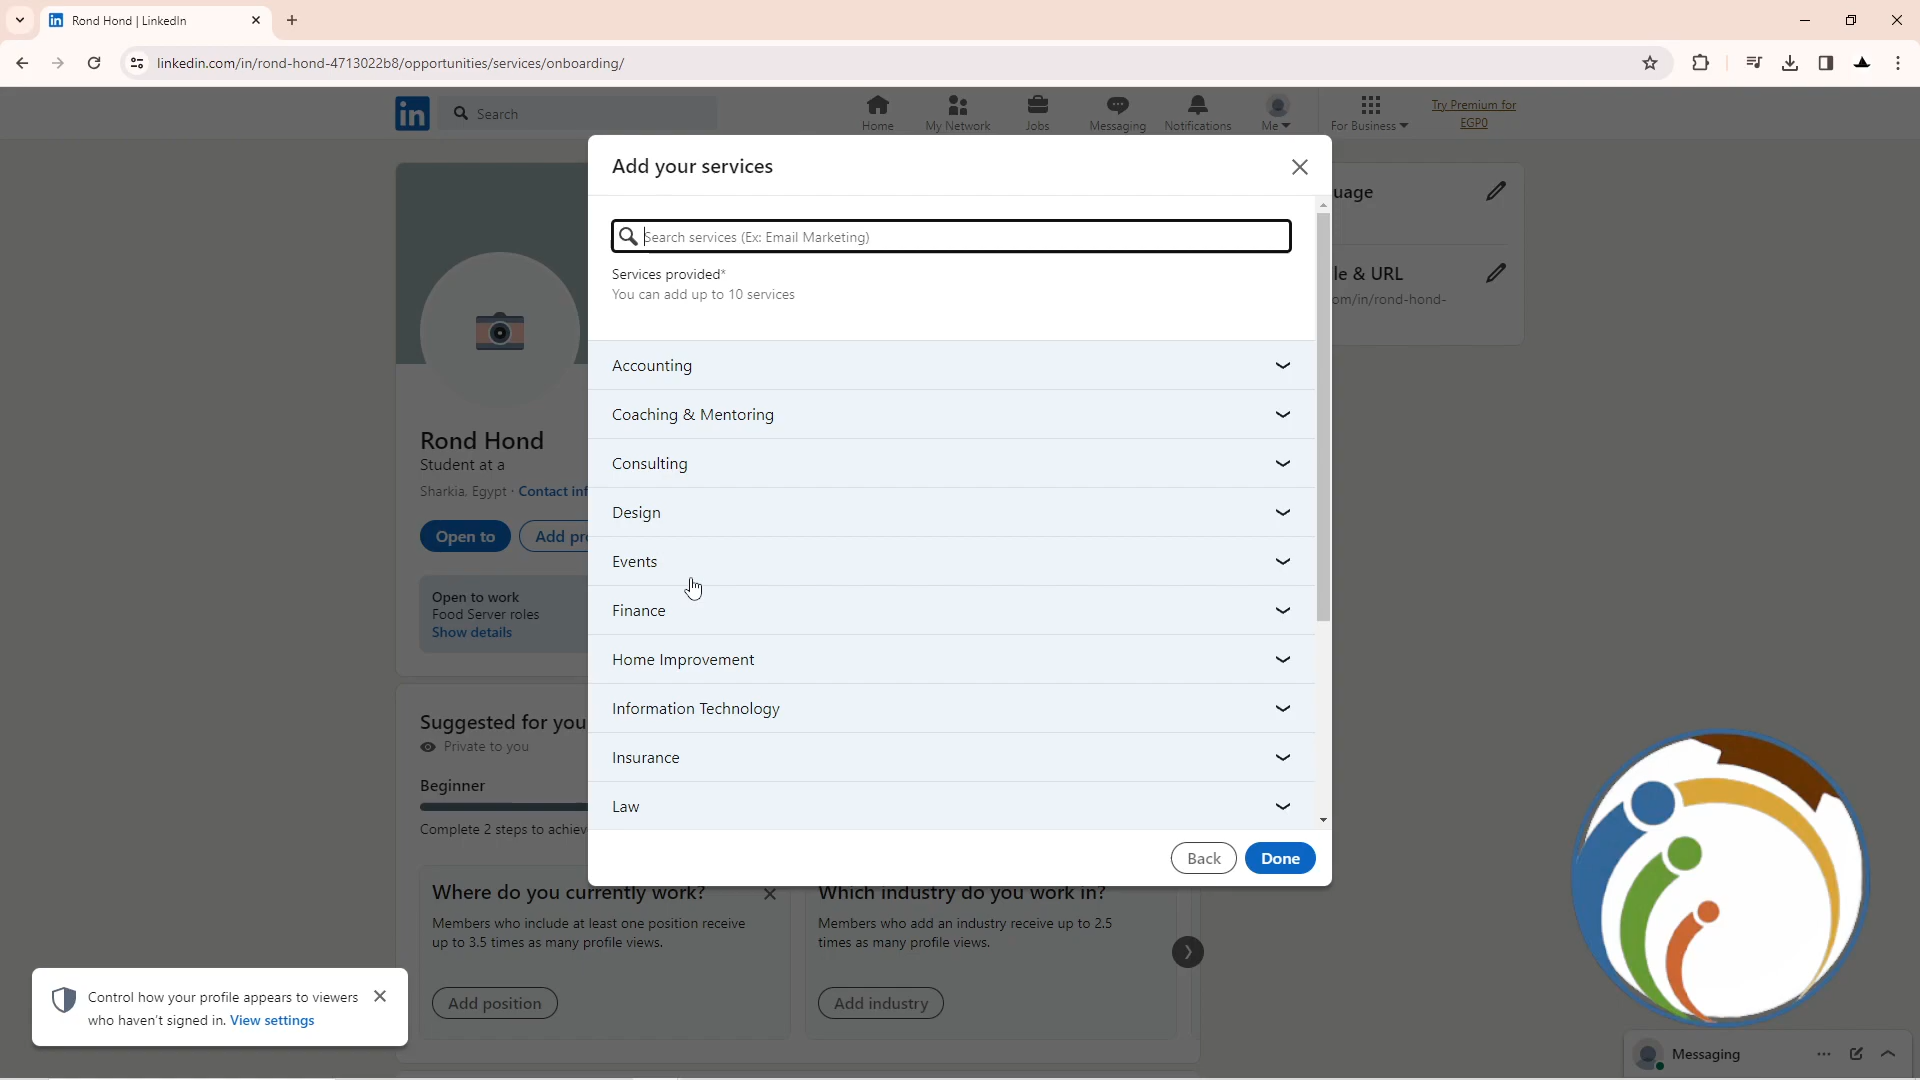 Rond Hond | LinkedIn
linkedin.com/in/rond-hond-4713022b8/opportunities/services/onboarding/
in
Search
Home
My Network
Jobs
Messaging
Notifications
Me
For Business
Try Premium for
EGP0
Add your services
Search services (Ex: Email Marketing)
Services provided*
You can add up to 10 services
Accounting
Coaching & Mentoring
Consulting
Design
Events
Finance
Home Improvement
Information Technology
Insurance
Law
Back
Done
uage
le & URL
om/in/rond-hond-
Rond Hond
Student at a
Sharkia, Egypt · Contact inf
Open to
Add pr
Open to work
Food Server roles
Show details
Suggested for you
Private to you
Beginner
Complete 2 steps to achiev
Where do you currently work?
Members who include at least one position receive
up to 3.5 times as many profile views.
Add position
Which industry do you work in?
Members who add an industry receive up to 2.5
times as many profile views.
Add industry
Control how your profile appears to viewers
who haven't signed in. View settings
Messaging